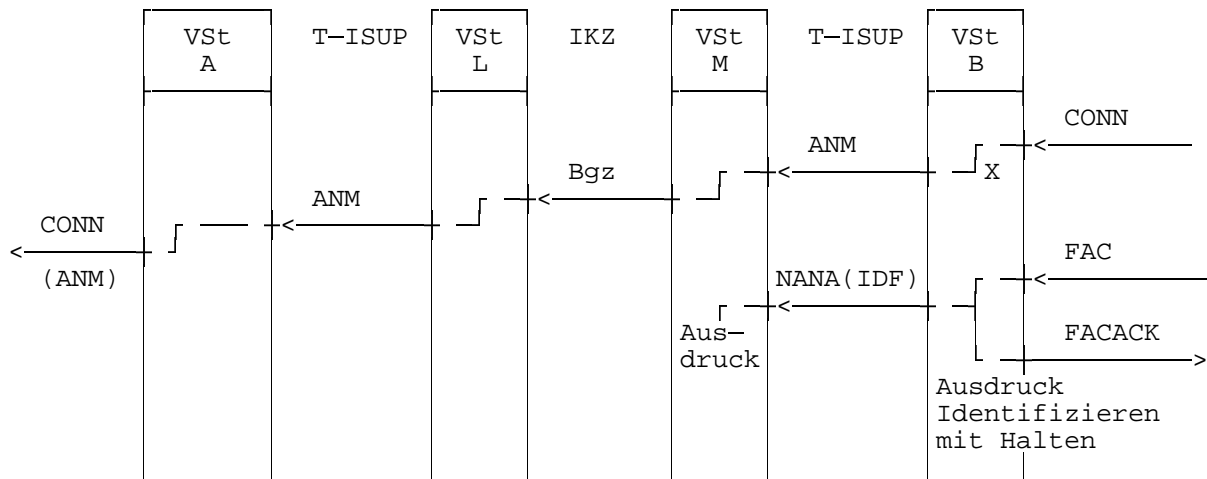 VSt T—ISUP VSt IKZ VSt T—ISUP VSt
A L M B
CONN
ANM
X
Bgz
ANM
CONN
(ANM)
FAC
NANA(IDF)
Aus—
druck
FACACK
Ausdruck
Identifizieren
mit Halten